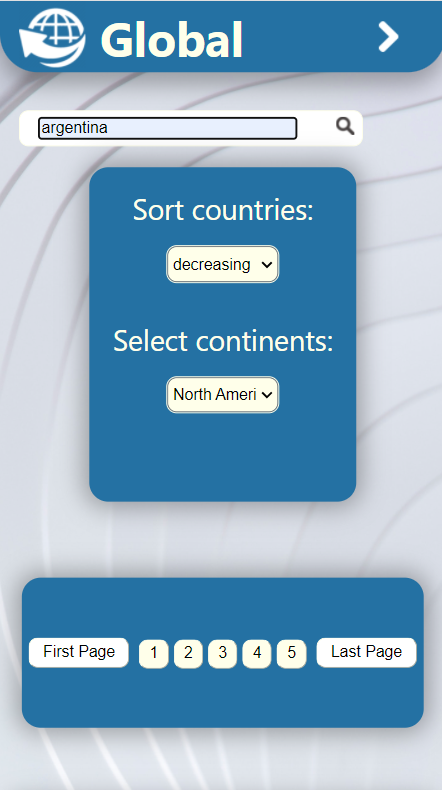 Global
argentina
Sort countries:
decreasing
Select continents:
North Ameri
First Page 1 2 3 4 5 Last Page